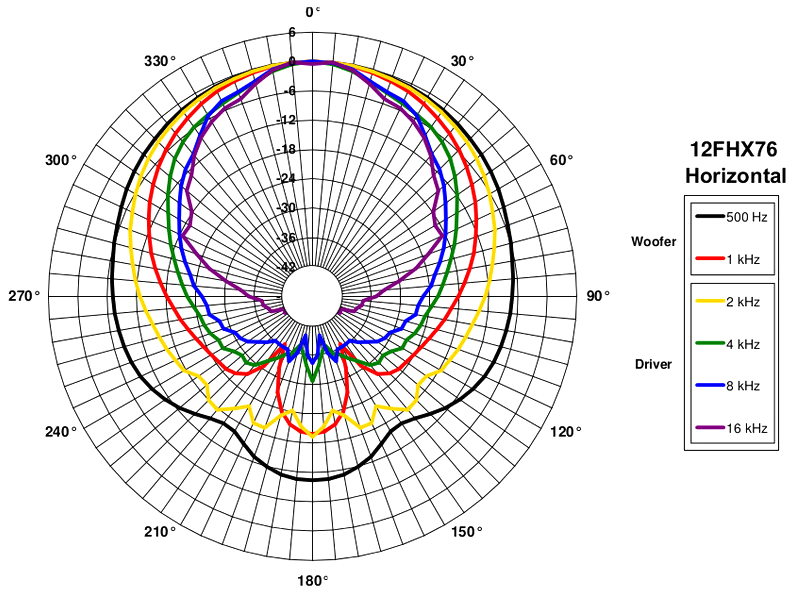 0°
6
330°
30°
0
-6
-12
12FHX76
300°
-18
60°
Horizontal
-24
-30
500 Hz
-36
Woofer
1 kHz
-42
270°
90°
2 kHz
4 kHz
Driver
8 kHz
240°
120°
16 kHz
210°
150°
180°